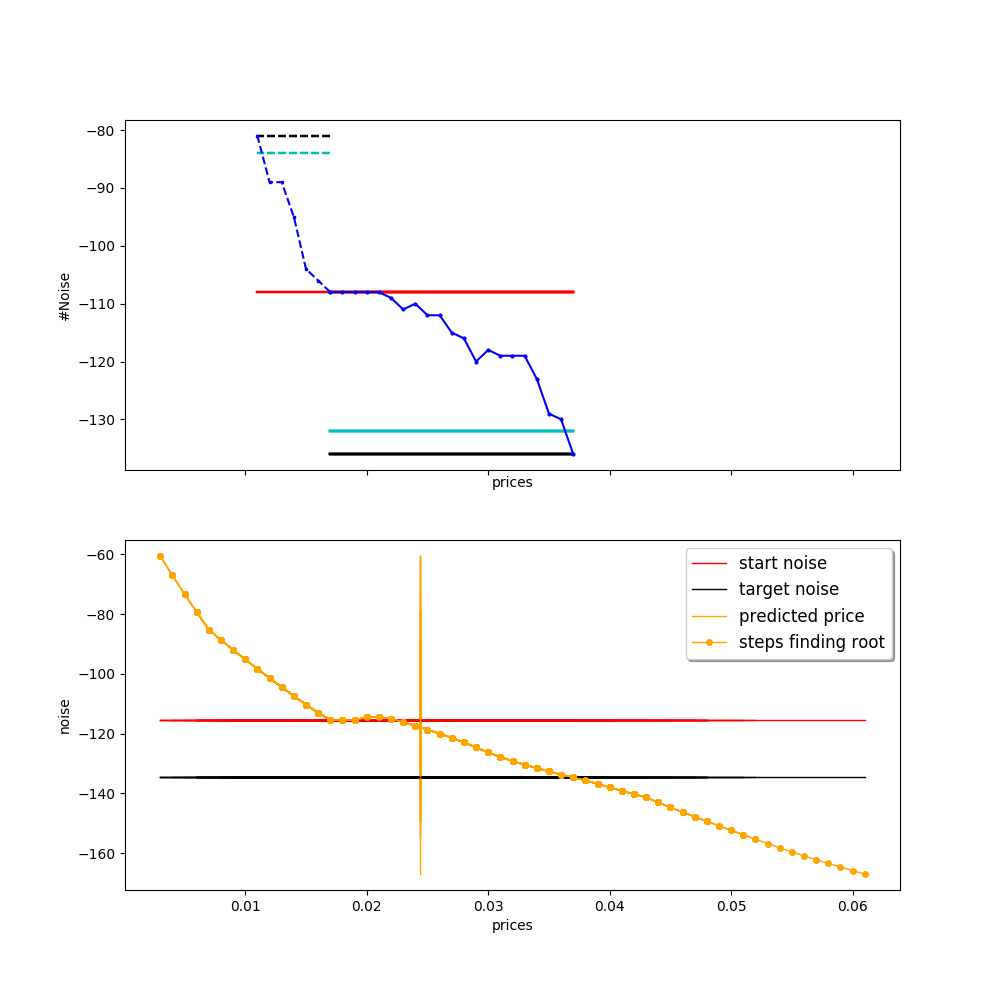 −80
−90
−100
−110
−120
−130
#Noise
prices
−60
−80
−100
−120
−140
−160
noise
start noise
target noise
predicted price
steps finding root
0.01 0.02 0.03 0.04 0.05 0.06
prices